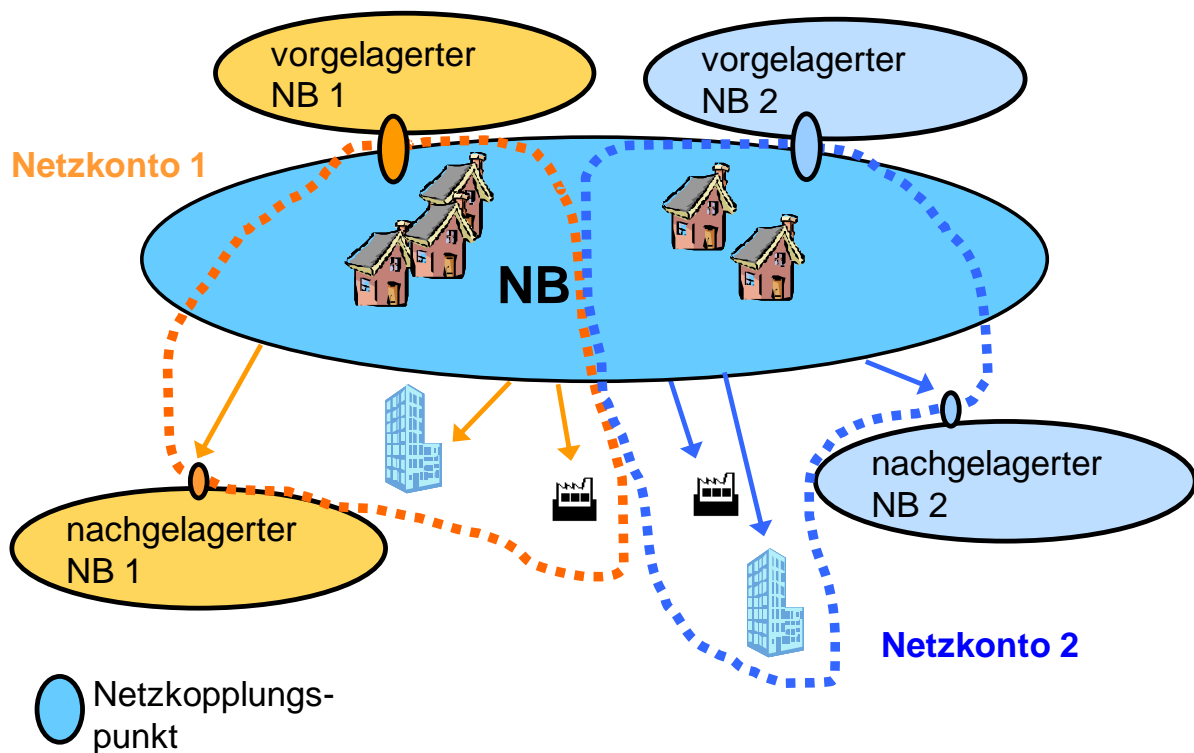 vorgelagerter
NB 1
vorgelagerter
NB 2
Netzkonto 1
NB
nachgelagerter
NB 1
nachgelagerter
NB 2
Netzkonto 2
Netzkopplungs-
punkt